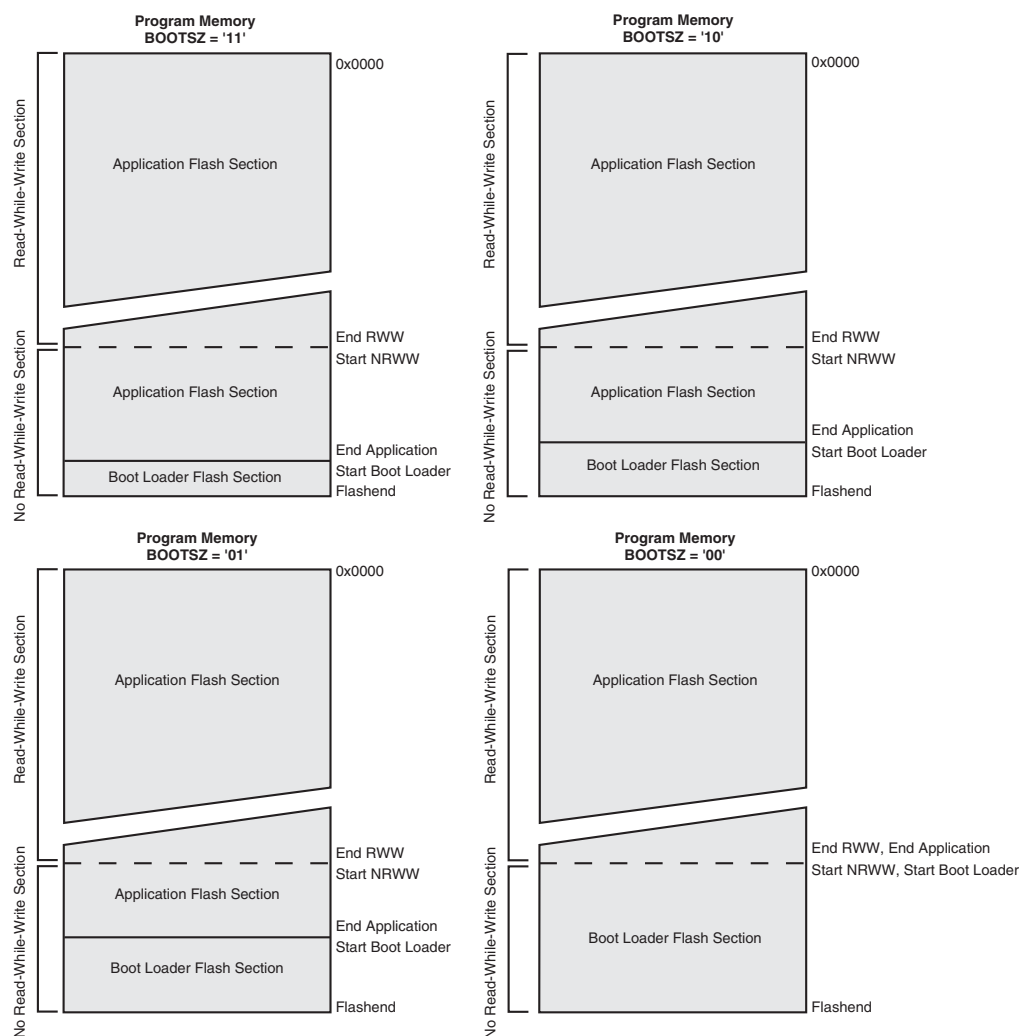 Program Memory
BOOTSZ = '11'
0x0000
Read-While-Write Section
Application Flash Section
End RWW
Start NRWW
No Read-While-Write Section
Application Flash Section
End Application
Start Boot Loader
Boot Loader Flash Section
Flashend
Program Memory
BOOTSZ = '10'
0x0000
Read-While-Write Section
Application Flash Section
End RWW
Start NRWW
No Read-While-Write Section
Application Flash Section
End Application
Start Boot Loader
Boot Loader Flash Section
Flashend
Program Memory
BOOTSZ = '01'
0x0000
Read-While-Write Section
Application Flash Section
End RWW
Start NRWW
No Read-While-Write Section
Application Flash Section
End Application
Start Boot Loader
Boot Loader Flash Section
Flashend
Program Memory
BOOTSZ = '00'
0x0000
Read-While-Write Section
Application Flash Section
End RWW, End Application
Start NRWW, Start Boot Loader
No Read-While-Write Section
Boot Loader Flash Section
Flashend